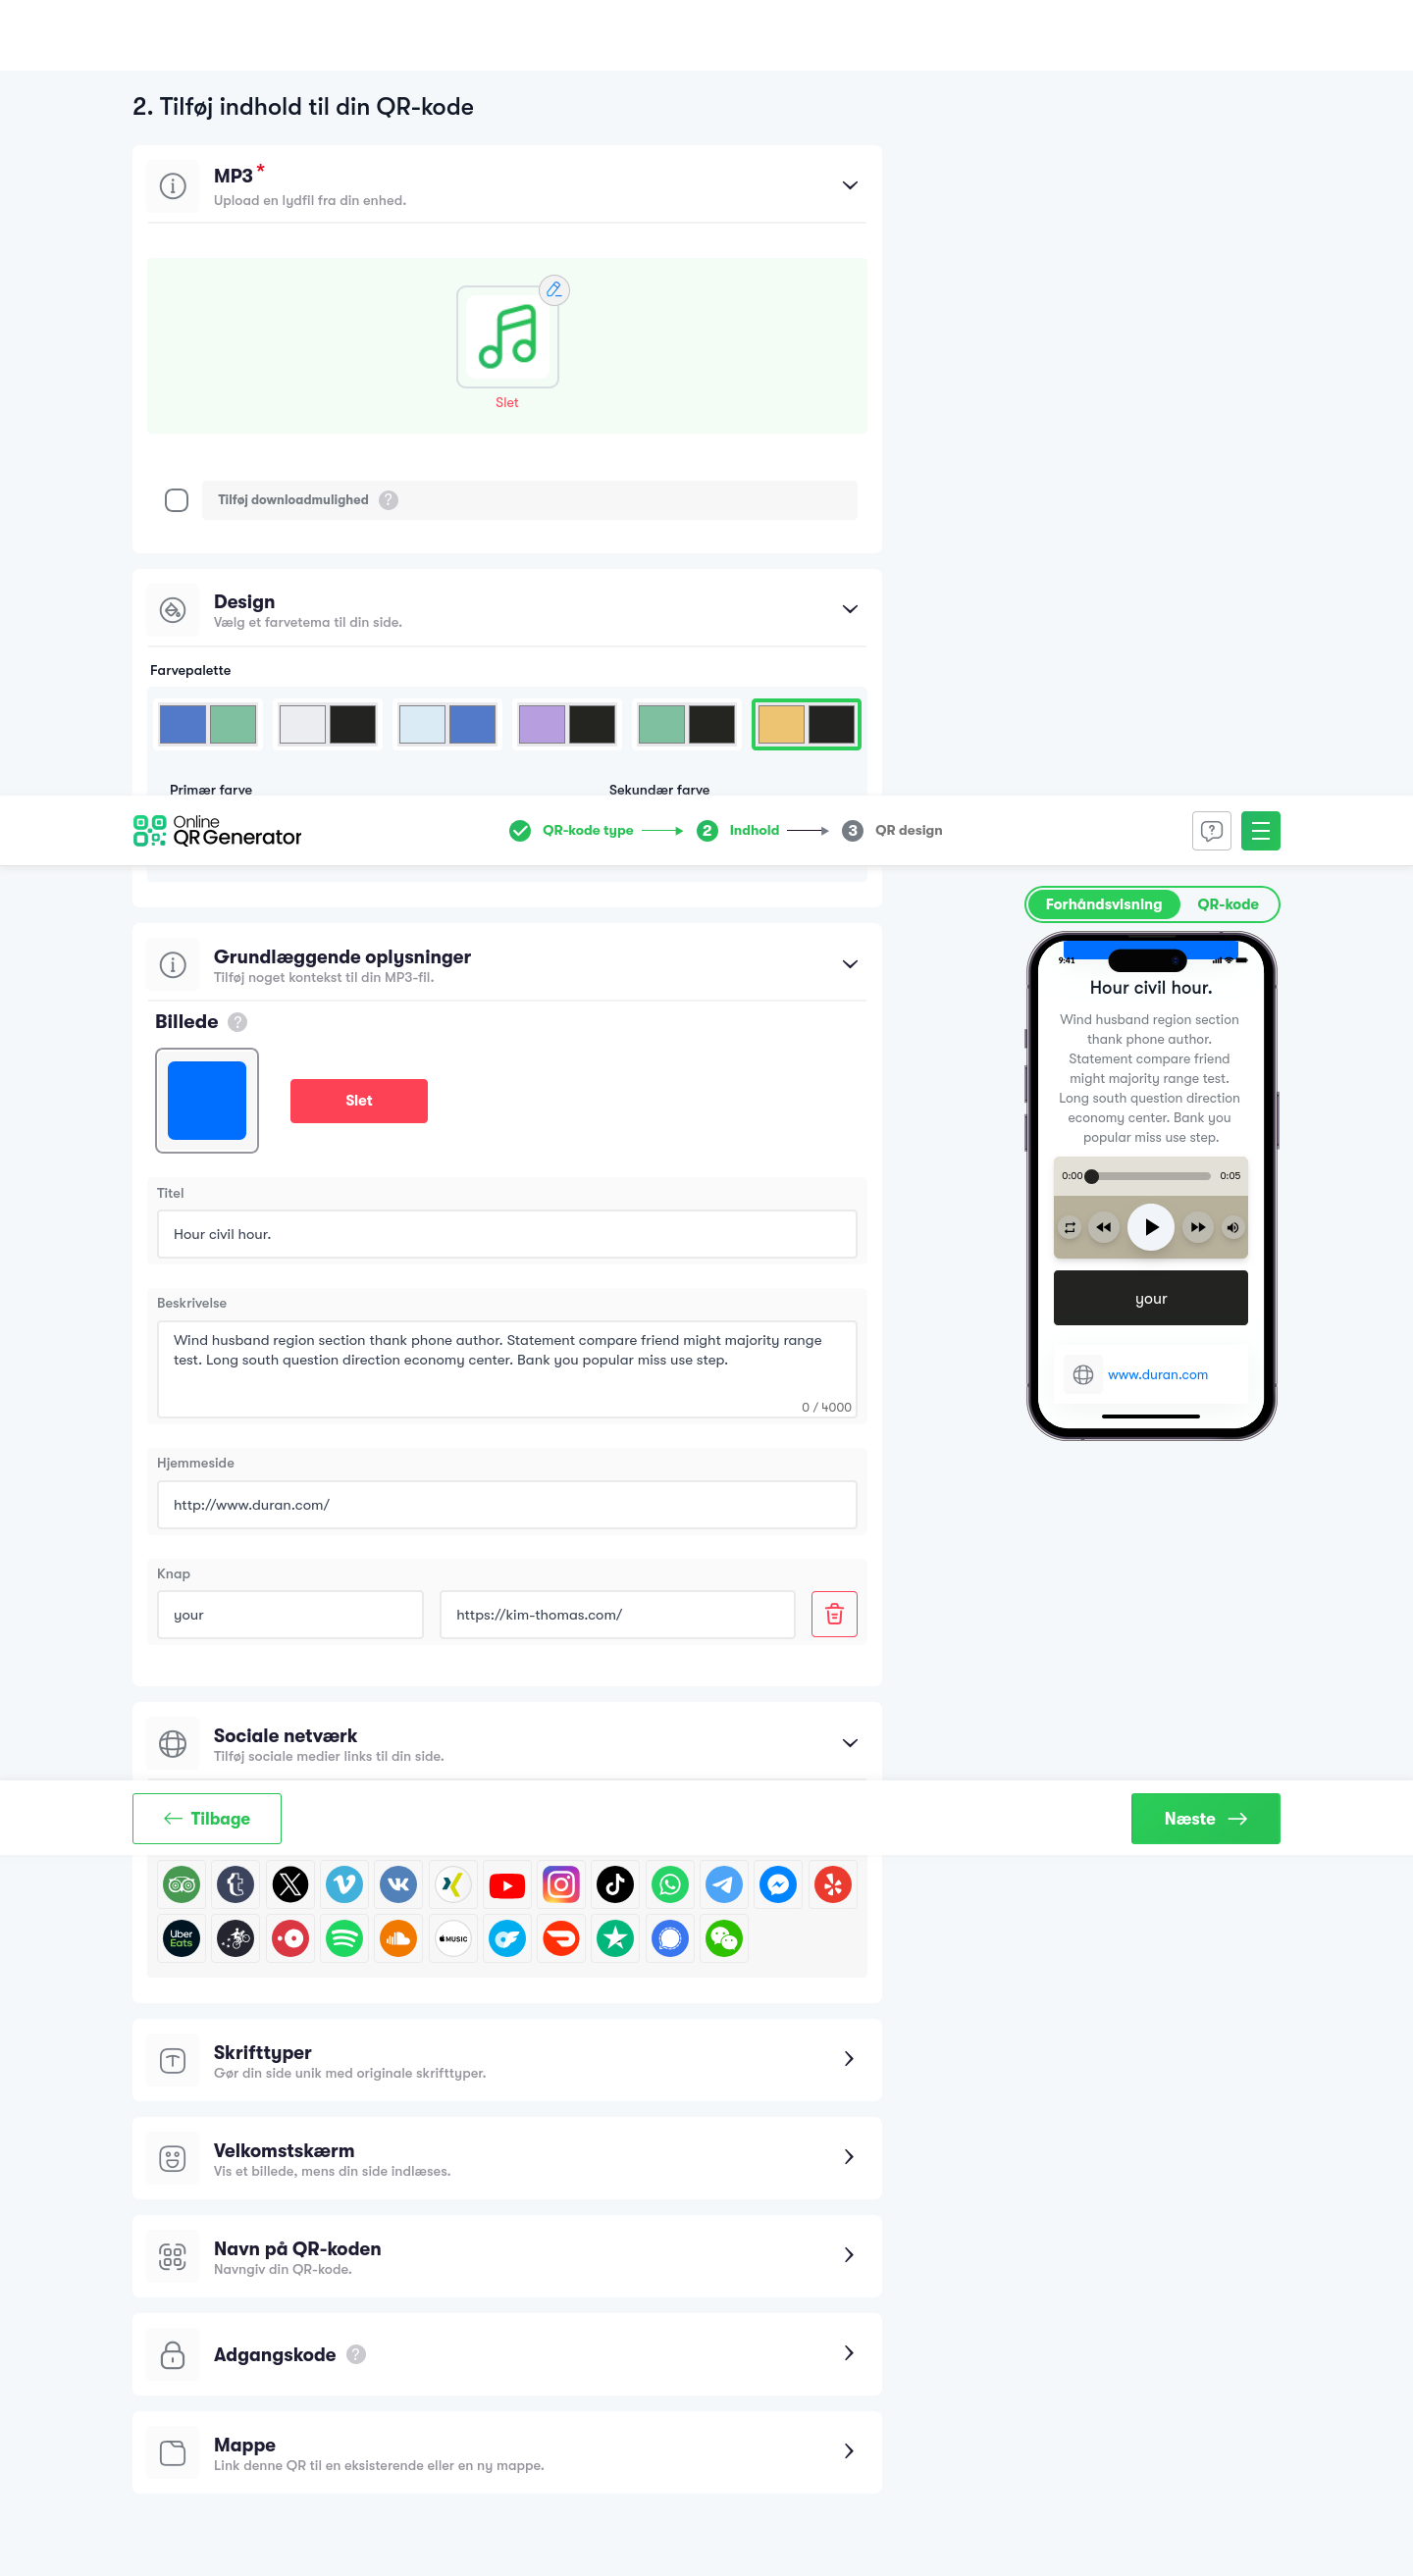 2. Tilføj indhold til din QR-kode
MP3 *
Upload en lydfil fra din enhed.
Slet
Tilføj downloadmulighed ?
Design
Vælg et farvetema til din side.
Farvepalette
Primær farve
Sekundær farve
Online
QR Generator
QR-kode type
2 Indhold
3 QR design
?
Forhåndsvisning
QR-kode
Grundlæggende oplysninger
Tilføj noget kontekst til din MP3-fil.
Billede ?
Slet
Titel
Hour civil hour.
Beskrivelse
Wind husband region section thank phone author. Statement compare friend might majority range
test. Long south question direction economy center. Bank you popular miss use step.
0 / 4000
Hjemmeside
http://www.duran.com/
Knap
your
https://kim-thomas.com/
9:41
Hour civil hour.
Wind husband region section
thank phone author.
Statement compare friend
might majority range test.
Long south question direction
economy center. Bank you
popular miss use step.
0:00
0:05
your
www.duran.com
Sociale netværk
Tilføj sociale medier links til din side.
Tilbage
Næste
Uber
Eats
MUSIC
Skrifttyper
Gør din side unik med originale skrifttyper.
Velkomstskærm
Vis et billede, mens din side indlæses.
Navn på QR-koden
Navngiv din QR-kode.
Adgangskode ?
Mappe
Link denne QR til en eksisterende eller en ny mappe.